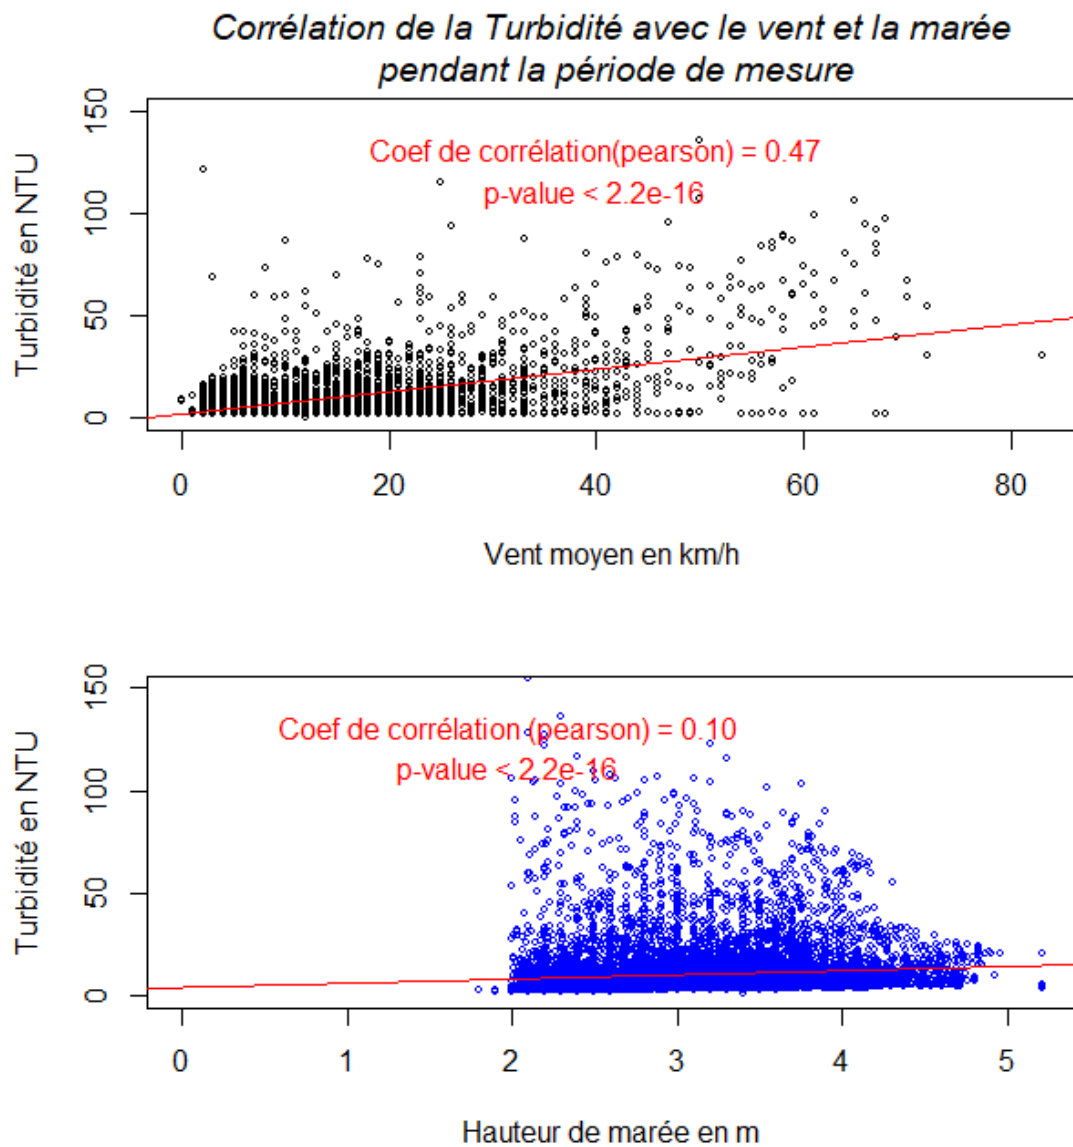 Corrélation de la Turbidité avec le vent et la marée
pendant la période de mesure
Turbidité en NTU
150
100
50
0
Coef de corrélation(pearson) = 0.47
p-value < 2.2e-16
0 20 40 60 80
Vent moyen en km/h
Turbidité en NTU
150
100
50
0
Coef de corrélation (pearson) = 0.10
p-value < 2.2e-16
0 1 2 3 4 5
Hauteur de marée en m